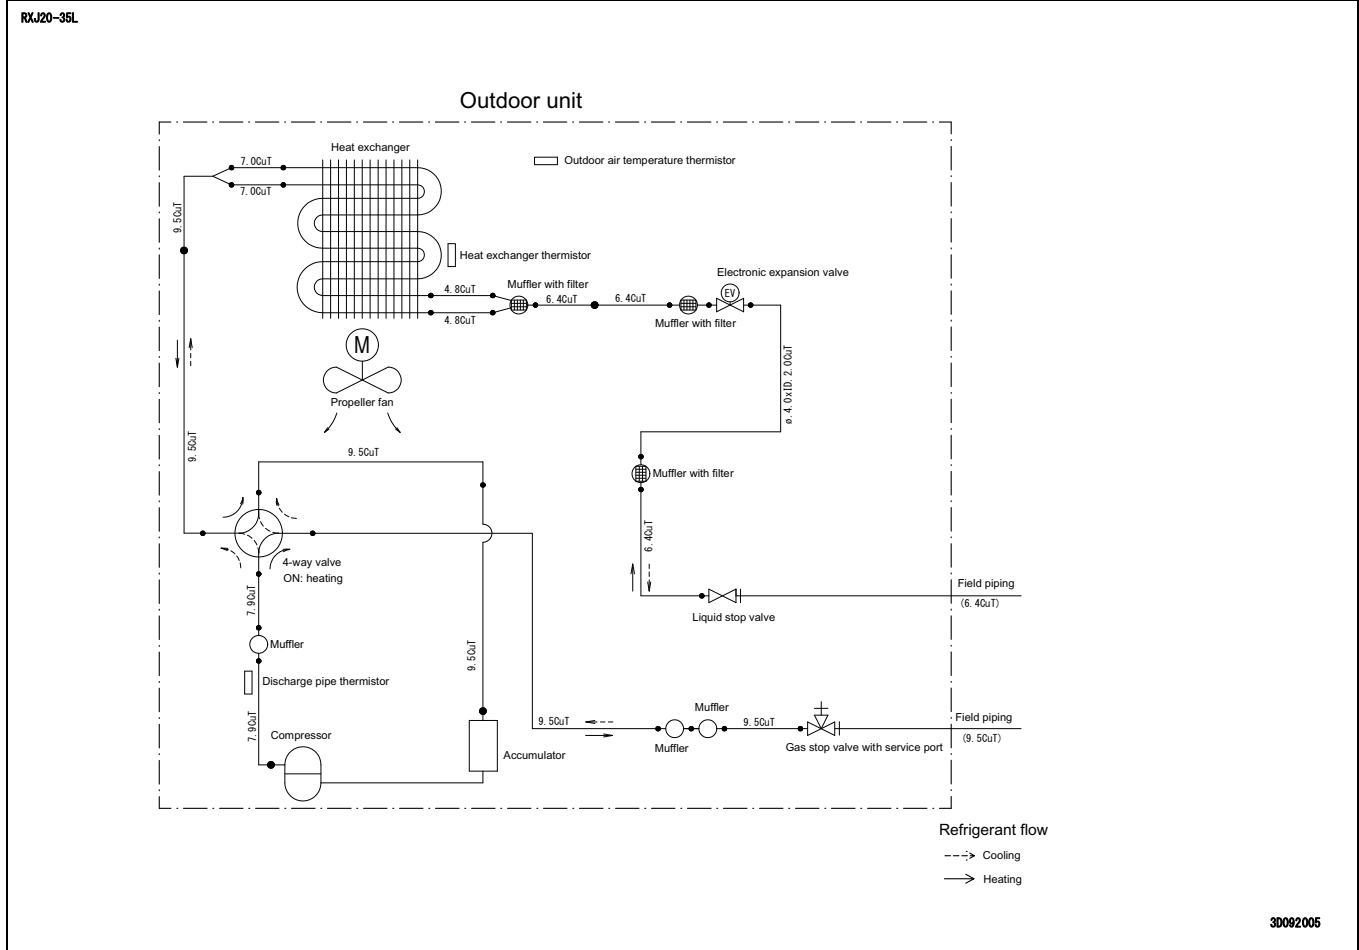 RXJ20-35L
Outdoor unit
Heat exchanger
7.0CuT
7.0CuT
Outdoor air temperature thermistor
9.5CuT
Heat exchanger thermistor
Electronic expansion valve
Muffler with filter
4.8CuT
6.4CuT
6.4CuT
EV
4.8CuT
Muffler with filter
M
ø.4.0xID.2.0CuT
Propeller fan
9.5CuT
9.5CuT
Muffler with filter
6.4CuT
4-way valve
ON: heating
Field piping
(6.4CuT)
7.9CuT
Liquid stop valve
Muffler
9.5CuT
Discharge pipe thermistor
Muffler
7.9CuT
9.5CuT
9.5CuT
Field piping
(9.5CuT)
Compressor
Muffler
Gas stop valve with service port
Accumulator
Refrigerant flow
Cooling
Heating
3D092005